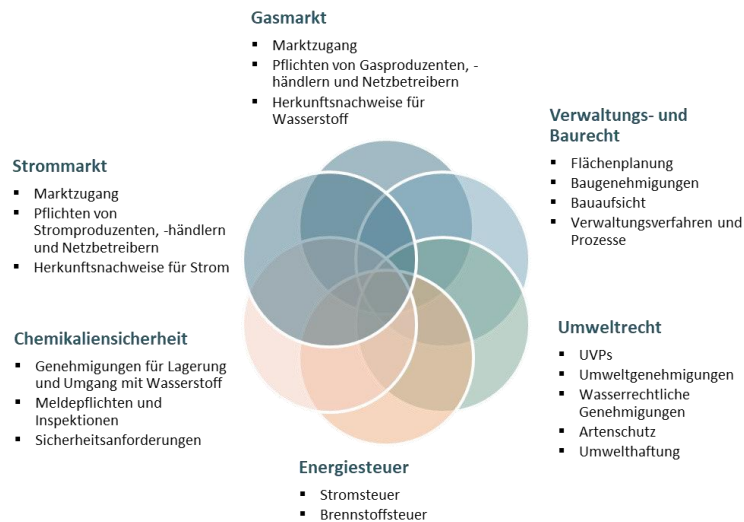 Gasmarkt
▪ Marktzugang
▪ Pflichten von Gasproduzenten, -
händlern und Netzbetreibern
▪ Herkunftsnachweise für
Wasserstoff
Verwaltungs- und
Baurecht
▪ Flächenplanung
▪ Baugenehmigungen
▪ Bauaufsicht
▪ Verwaltungsverfahren und
Prozesse
Umweltrecht
▪ UVPs
▪ Umweltgenehmigungen
▪ Wasserrechtliche
Genehmigungen
▪ Artenschutz
▪ Umwelthaftung
Energiesteuer
▪ Stromsteuer
▪ Brennstoffsteuer
Chemikaliensicherheit
▪ Genehmigungen für Lagerung
und Umgang mit Wasserstoff
▪ Meldepflichten und
Inspektionen
▪ Sicherheitsanforderungen
Strommarkt
▪ Marktzugang
▪ Pflichten von
Stromproduzenten, -händlern
und Netzbetreibern
▪ Herkunftsnachweise für Strom